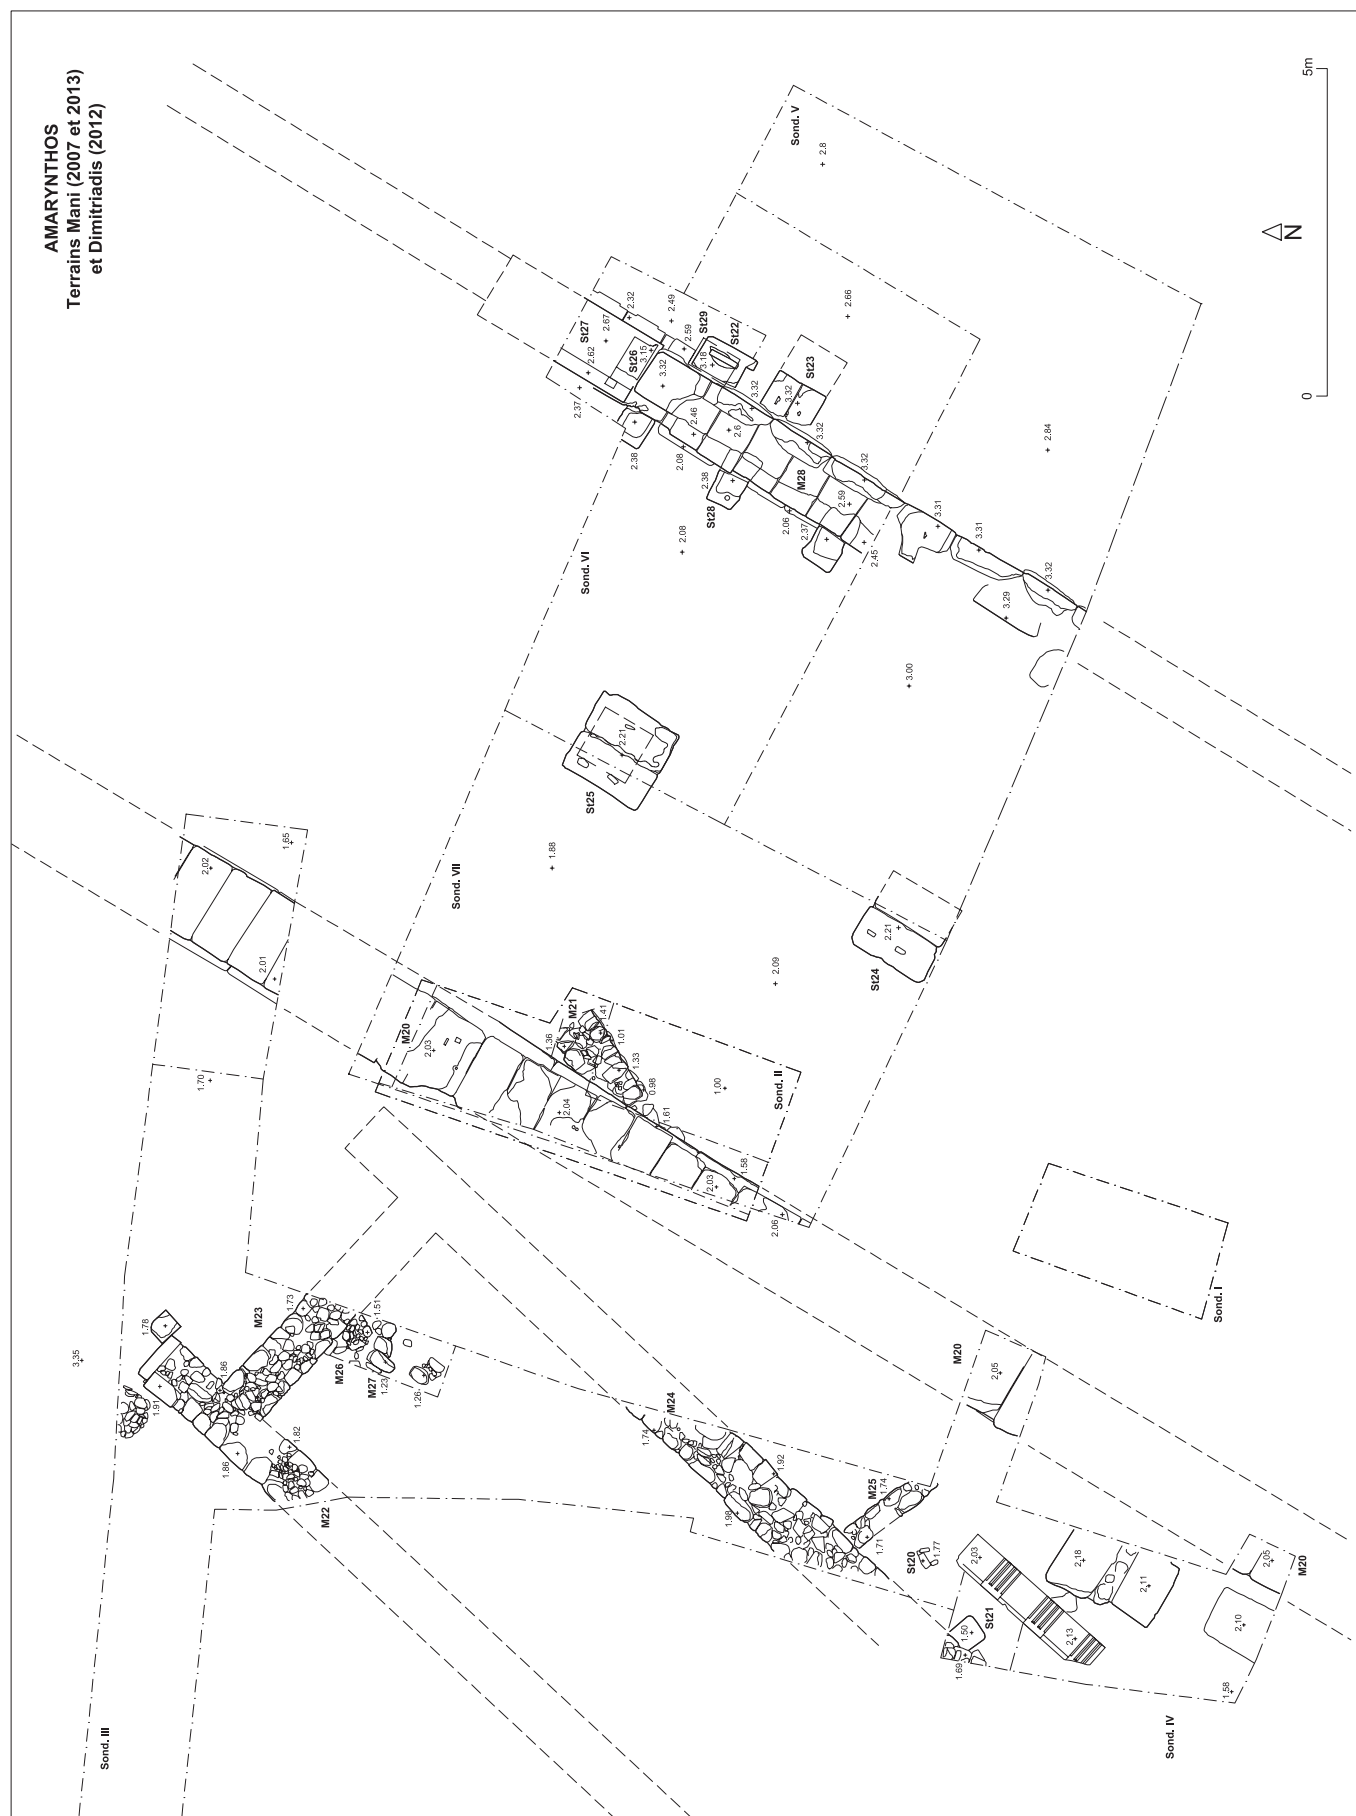 AMARYNTHOS
Terrains Mani (2007 et 2013)
et Dimitriadis (2012)
5m
0
N
Sond. V
2.8
2.66
2.84
St27
2.62
2.67
2.32
2.49
2.59
St29
St22
St26
3.15
3.32
3.18
2.37
2.38
2.46
2.08
2.6
3.32
3.32
St23
2.38
St28
M28
3.32
3.32
2.59
2.06
2.37
2.45
3.31
3.31
3.32
3.29
2.08
Sond. VI
3.00
2.21
St25
1.88
Sond. VII
2.21
St24
2.09
1.65
2.02
2.01
M20
2.03
M21
1.36
1.41
1.01
1.33
0.98
1.61
2.04
1.00
Sond. II
1.58
2.03
2.06
1.70
Sond. I
3.35
1.78
M23
1.73
1.51
1.86
1.91
M26
M27
1.23
1.26
1.82
1.86
M22
M24
1.74
1.92
1.98
M25
1.74
1.71
M20
2.05
St20
1.77
2.03
2.18
2.11
St21
1.50
1.69
2.13
2.05
M20
2.10
1.58
Sond. III
Sond. IV